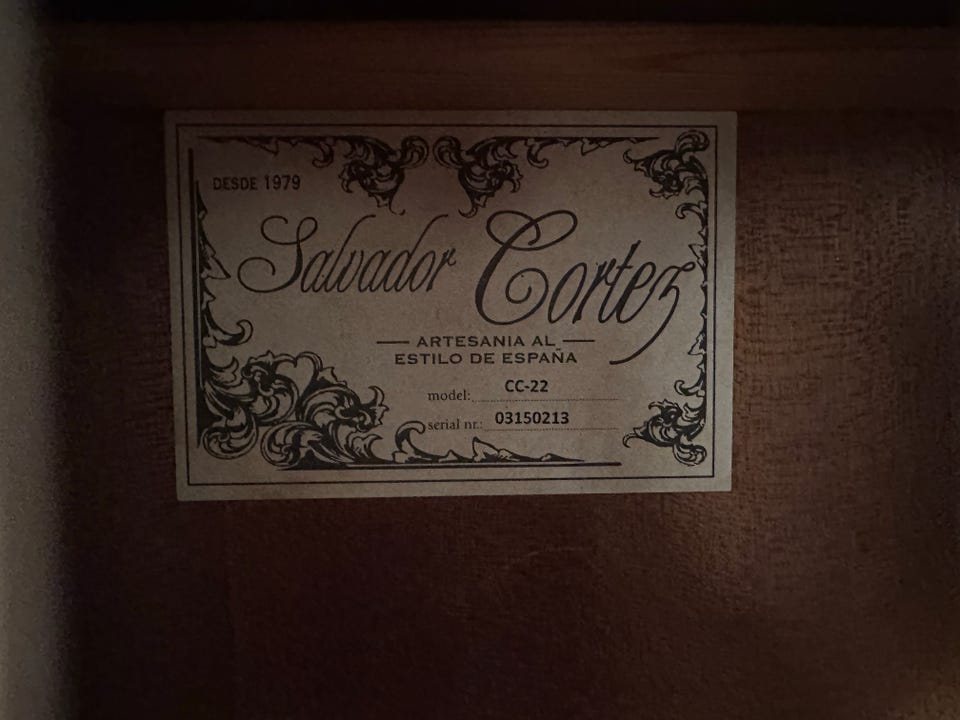 DESDE 1979
Salvador Cortez
ARTESANIA AL
ESTILO DE ESPAÑA
model: CC-22
serial nr.: 03150213